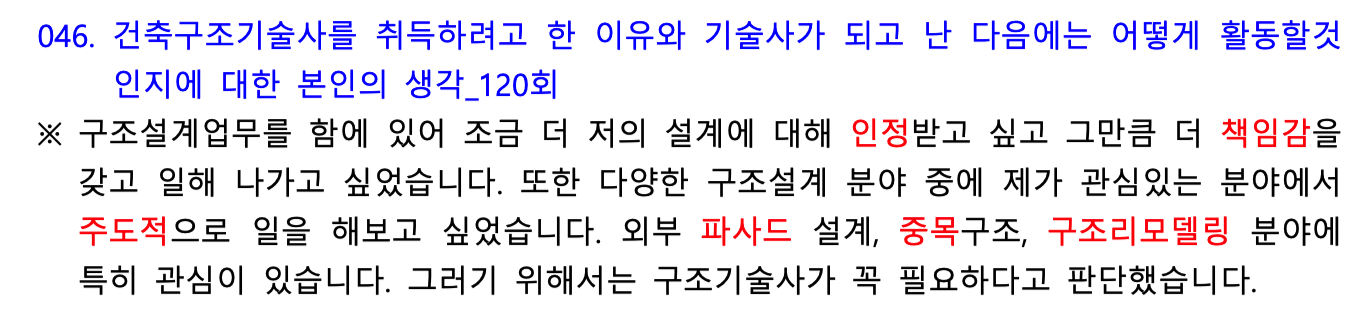 046. 건축구조기술사를 취득하려고 한 이유와 기술사가 되고 난 다음에는 어떻게 활동할것
인지에 대한 본인의 생각_120회
※ 구조설계업무를 함에 있어 조금 더 저의 설계에 대해 인정받고 싶고 그만큼 더 책임감을
갖고 일해 나가고 싶었습니다. 또한 다양한 구조설계 분야 중에 제가 관심있는 분야에서
주도적으로 일을 해보고 싶었습니다. 외부 파사드 설계, 중목구조, 구조리모델링 분야에
특히 관심이 있습니다. 그러기 위해서는 구조기술사가 꼭 필요하다고 판단했습니다.